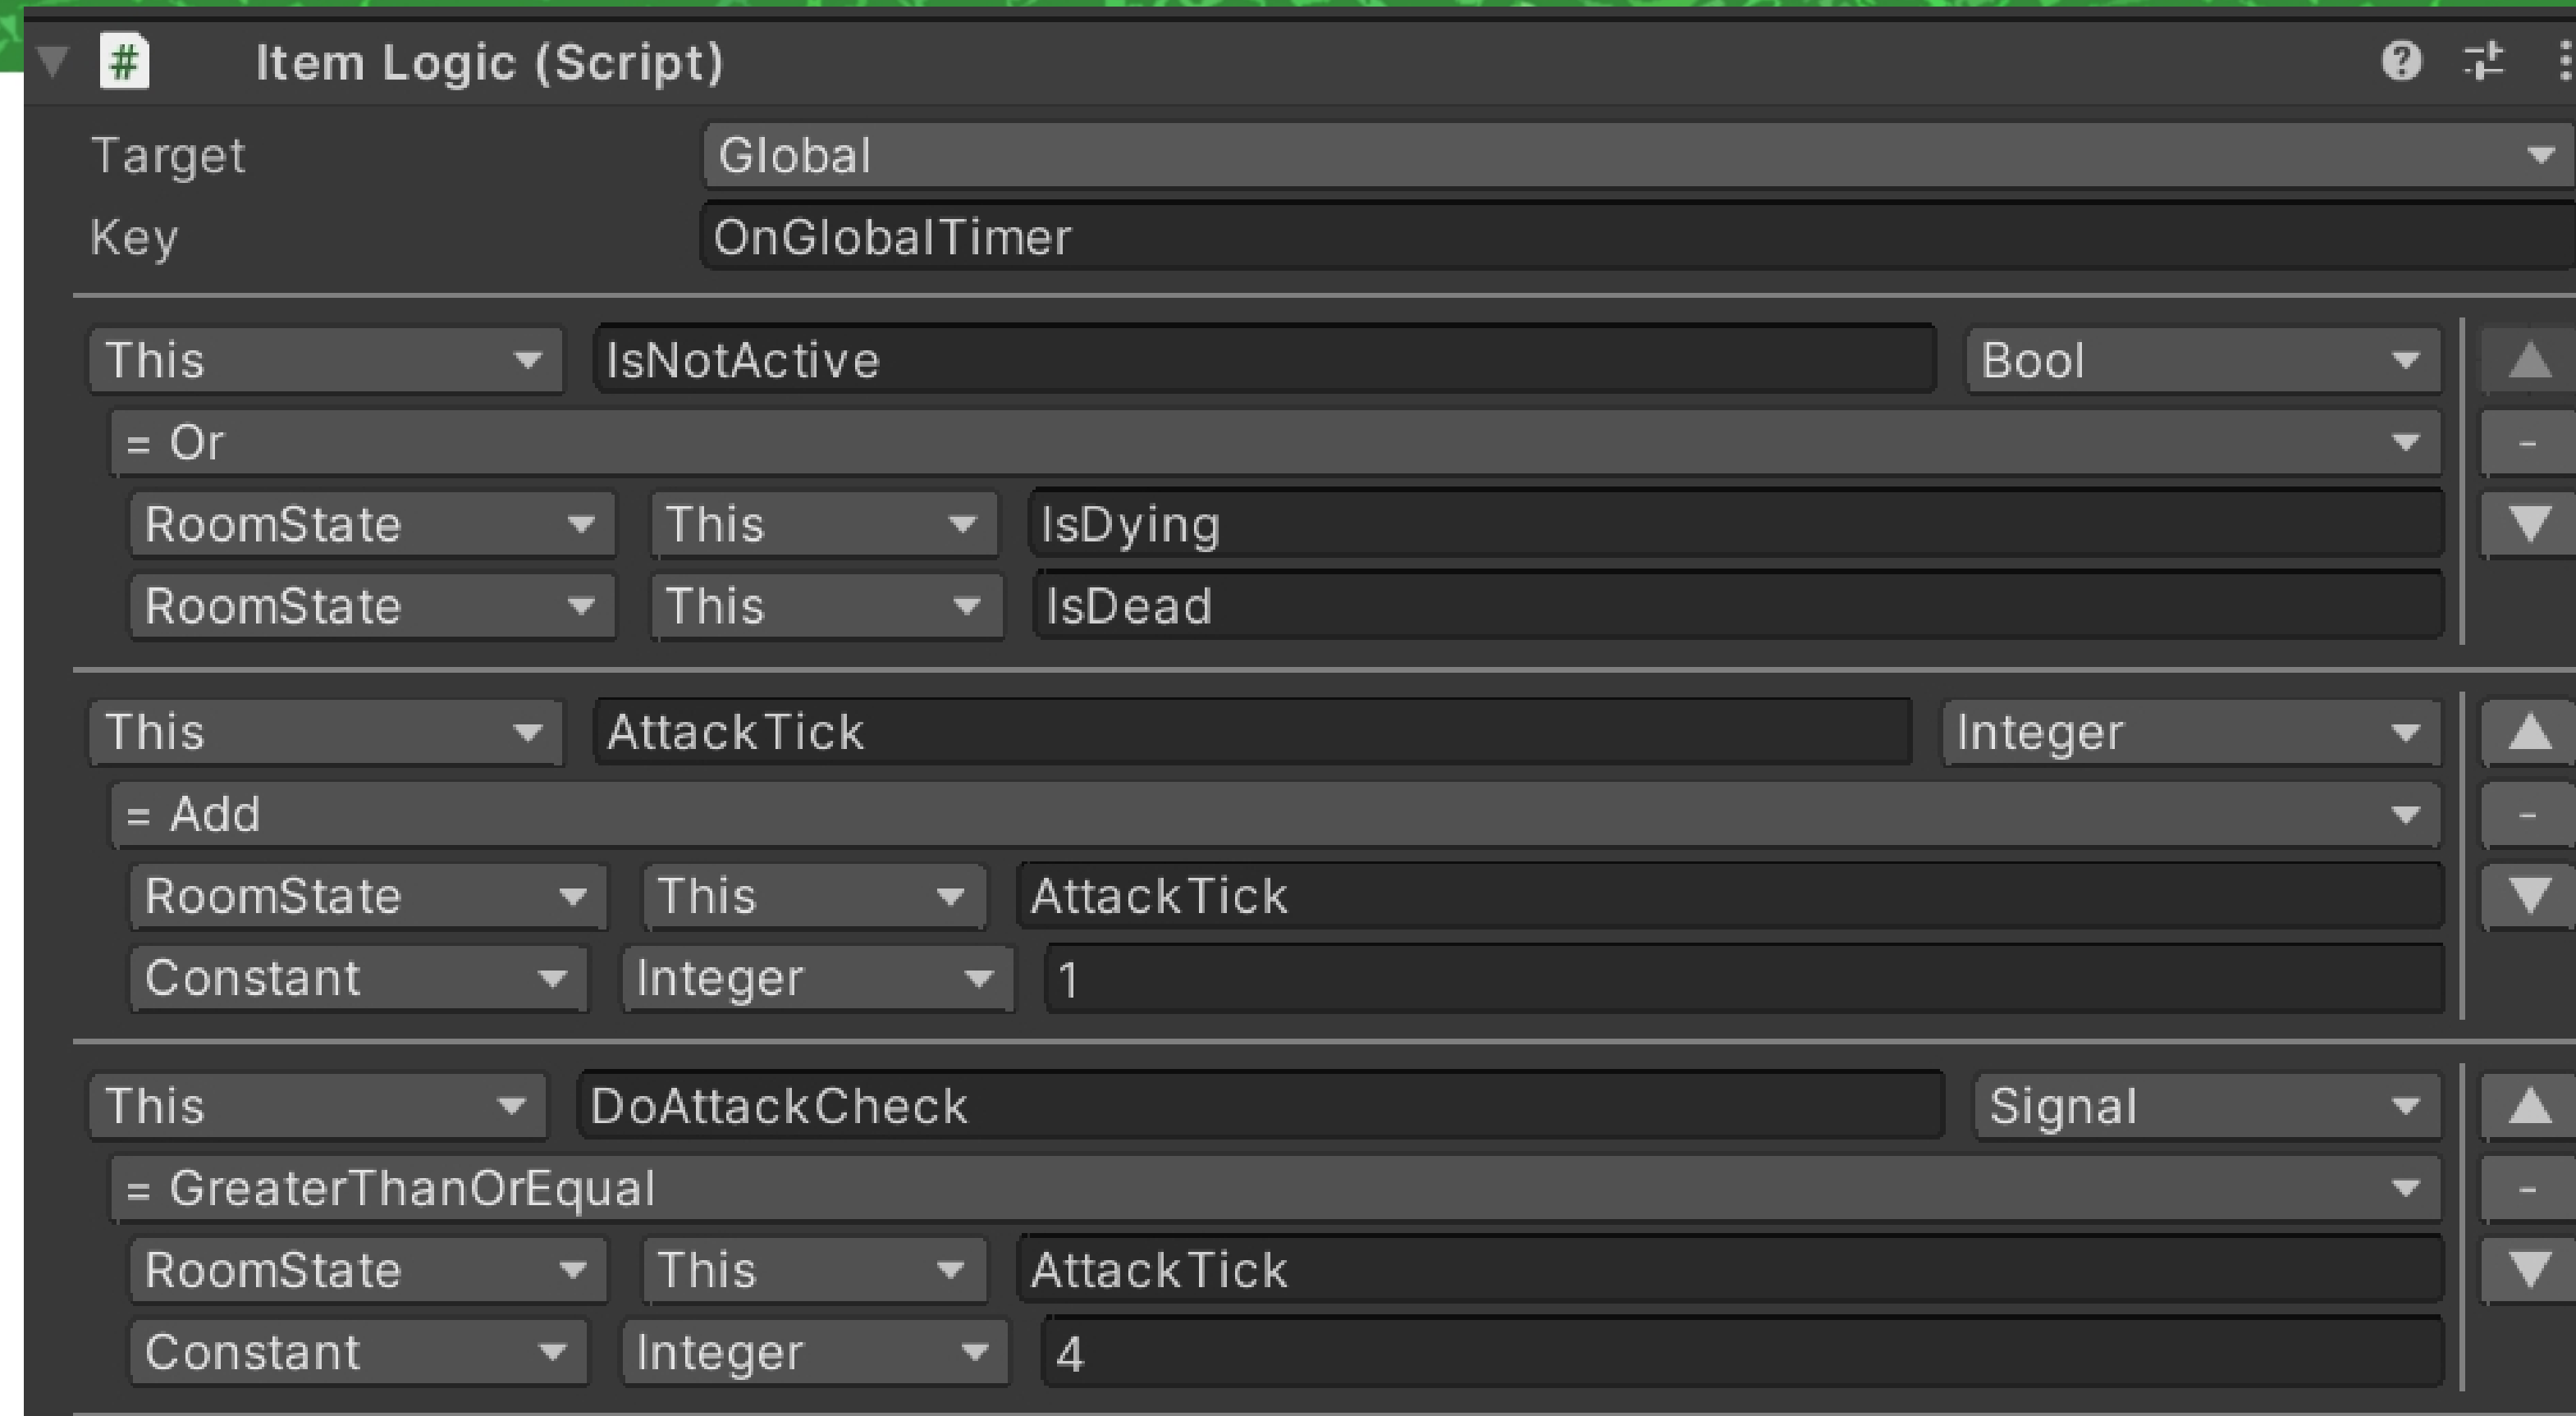 # Item Logic (Script)
Target Global
Key OnGlobalTimer
This IsNotActive Bool
= Or
RoomState This IsDying
RoomState This IsDead
This AttackTick Integer
= Add
RoomState This AttackTick
Constant Integer 1
This DoAttackCheck Signal
= GreaterThanOrEqual
RoomState This AttackTick
Constant Integer 4